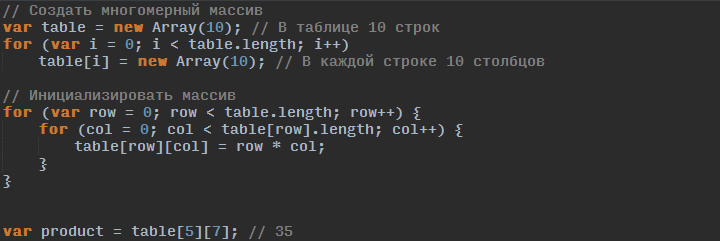 // Создать многомерный массив
var table = new Array(10); // В таблице 10 строк
for (var i = 0; i < table.length; i++)
    table[i] = new Array(10); // В каждой строке 10 столбцов

// Инициализировать массив
for (var row = 0; row < table.length; row++) {
    for (col = 0; col < table[row].length; col++) {
        table[row][col] = row * col;
    }
}

var product = table[5][7]; // 35